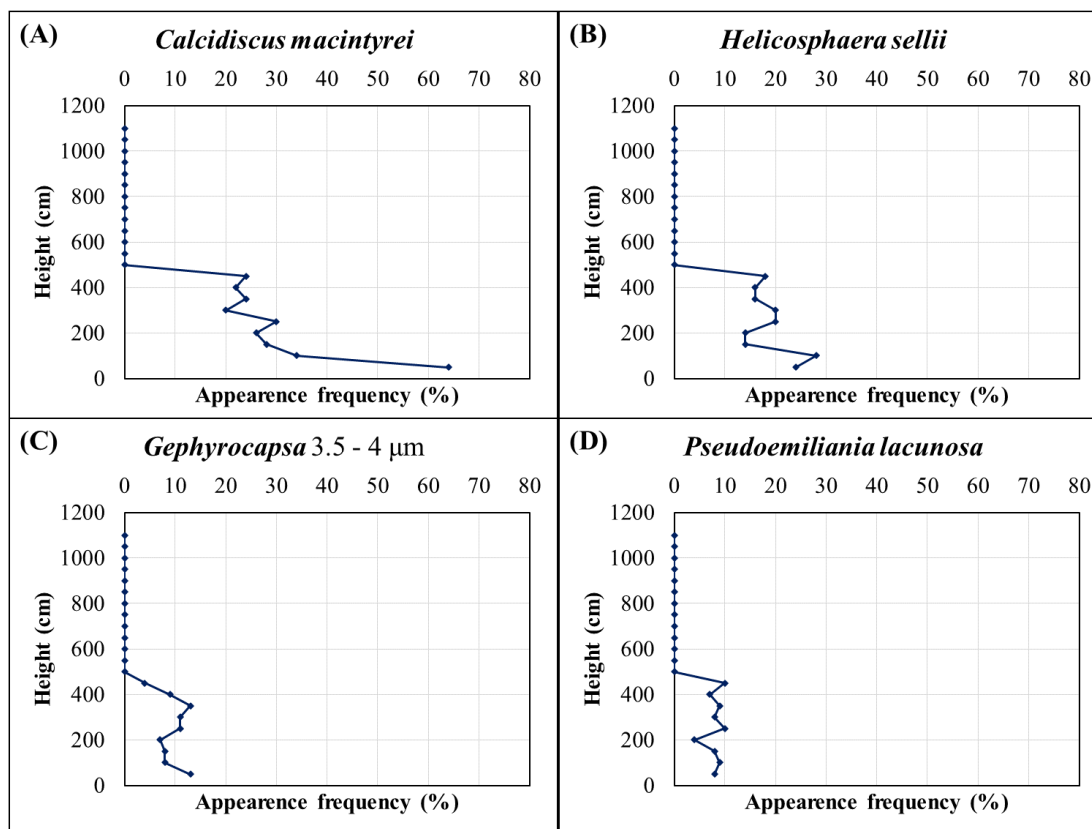 (A) Calcidiscus macintyrei
0 10 20 30 40 50 60 70 80
1200
1000
800
600
400
200
0
Height (cm)
Appearence frequency (%)
(B) Helicosphaera sellii
0 10 20 30 40 50 60 70 80
1200
1000
800
600
400
200
0
Height (cm)
Appearence frequency (%)
(C) Gephyrocapsa 3.5 - 4 µm
0 10 20 30 40 50 60 70 80
1200
1000
800
600
400
200
0
Height (cm)
Appearence frequency (%)
(D) Pseudoemiliania lacunosa
0 10 20 30 40 50 60 70 80
1200
1000
800
600
400
200
0
Height (cm)
Appearence frequency (%)